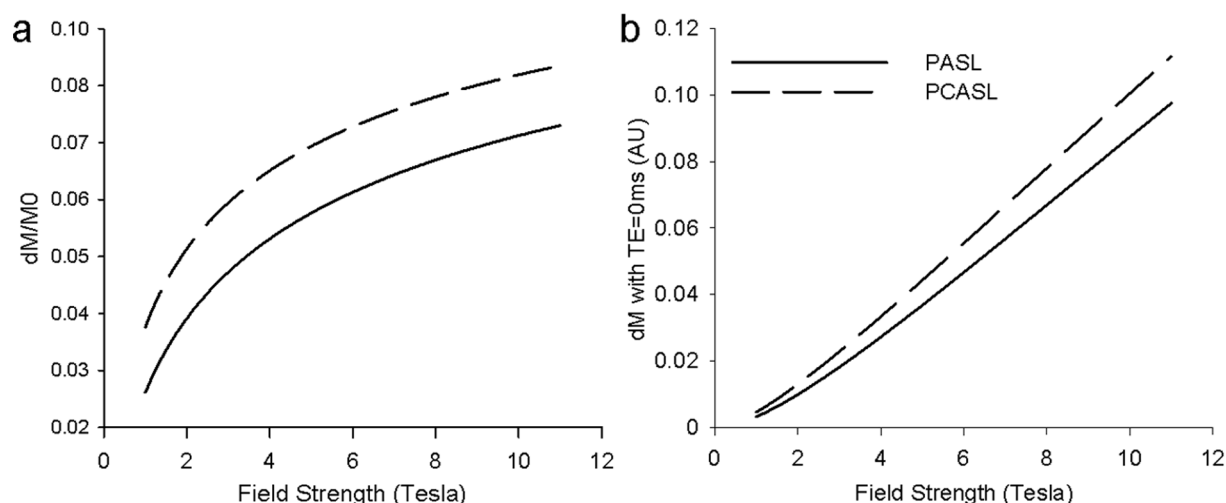 a
dM/M0
0.10
0.09
0.08
0.07
0.06
0.05
0.04
0.03
0.02
0 2 4 6 8 10 12
Field Strength (Tesla)
b
dM with TE=0ms (AU)
0.12
0.10
0.08
0.06
0.04
0.02
0
0 2 4 6 8 10 12
Field Strength (Tesla)
PASL
PCASL